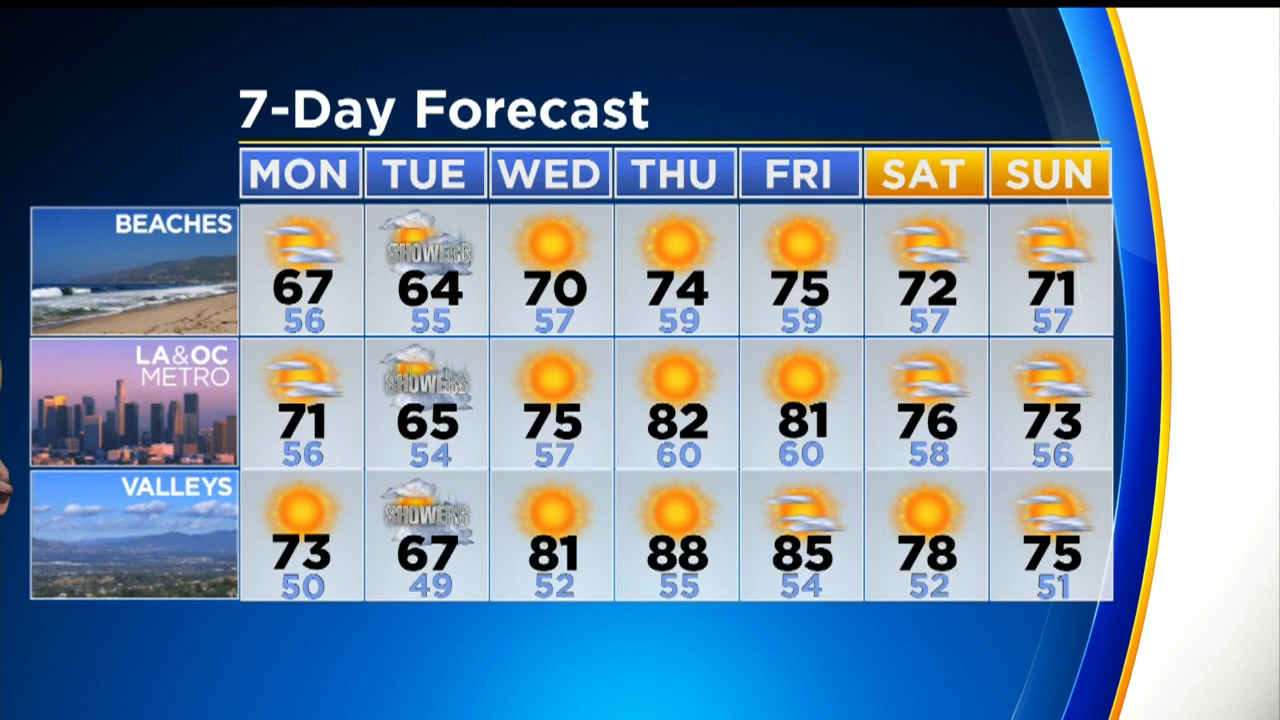 7-Day Forecast
MON TUE WED THU FRI SAT SUN
BEACHES
SHOWERS
67 64 70 74 75 72 71
56 55 57 59 59 57 57
LA&OC
METRO
SHOWERS
71 65 75 82 81 76 73
56 54 57 60 60 58 56
VALLEYS
SHOWERS
73 67 81 88 85 78 75
50 49 52 55 54 52 51